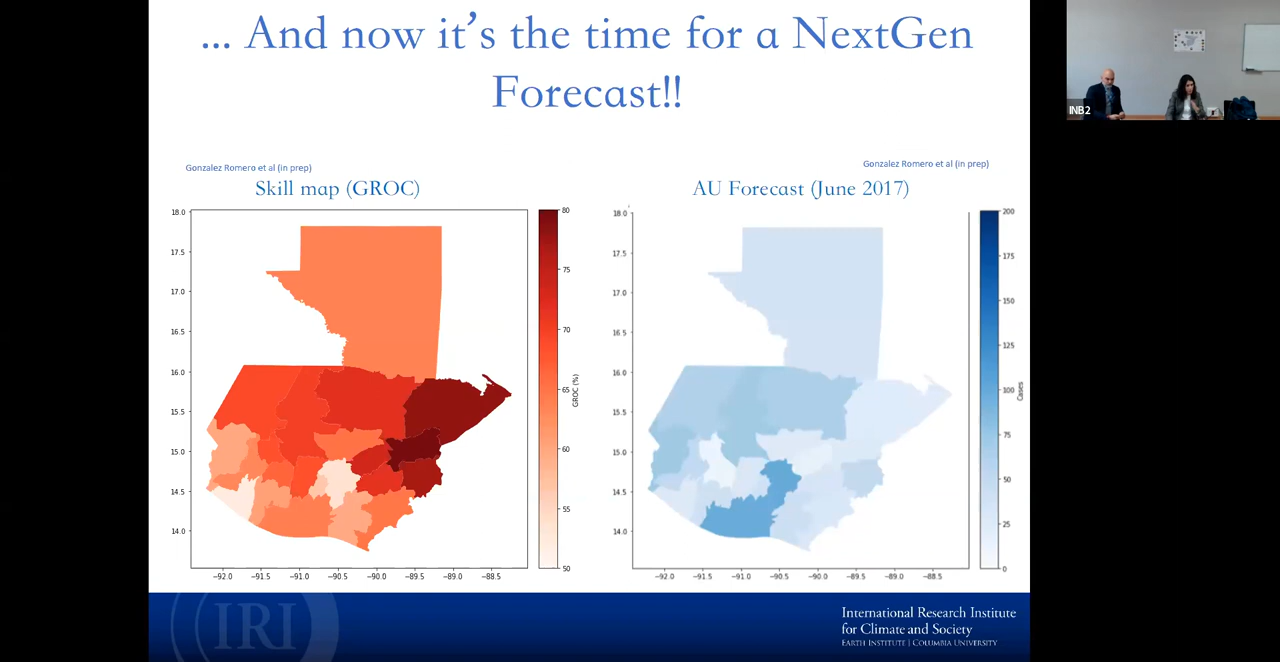 ... And now it's the time for a NextGen
Forecast!!
Gonzalez Romero et al (in prep)
Gonzalez Romero et al (in prep)
Skill map (GROC)
AU Forecast (June 2017)
18.0
17.5
17.0
16.5
16.0
15.5
15.0
14.5
14.0
−92.0 −91.5 −91.0 −90.5 −90.0 −89.5 −89.0 −88.5
80
75
70
65
60
55
50
GROC (%)
18.0
17.5
17.0
16.5
16.0
15.5
15.0
14.5
14.0
−92.0 −91.5 −91.0 −90.5 −90.0 −89.5 −89.0 −88.5
200
175
150
125
100
75
50
25
0
Cases
IRI
International Research Institute
for Climate and Society
EARTH INSTITUTE | COLUMBIA UNIVERSITY
INB2